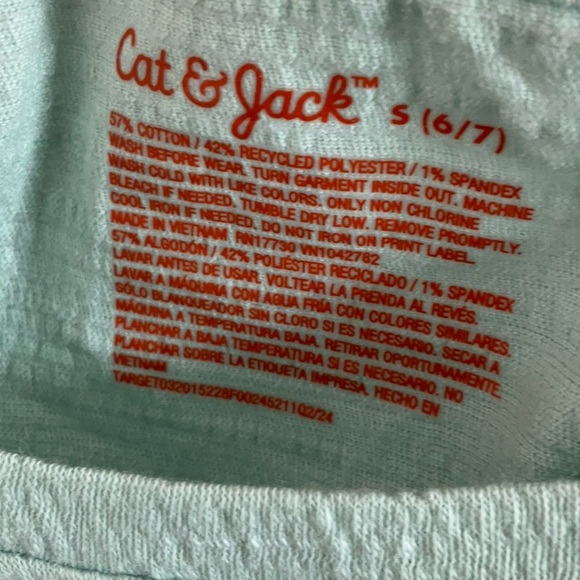 Cat & Jack™ S (6/7)
57% COTTON / 42% RECYCLED POLYESTER / 1% SPANDEX
WASH BEFORE WEAR. TURN GARMENT INSIDE OUT. MACHINE
WASH COLD WITH LIKE COLORS. ONLY NON CHLORINE
BLEACH IF NEEDED. TUMBLE DRY LOW. REMOVE PROMPTLY.
COOL IRON IF NEEDED. DO NOT IRON ON PRINT LABEL.
MADE IN VIETNAM RN17730 VN1042782
57% ALGODÓN / 42% POLIÉSTER RECICLADO / 1% SPANDEX
LAVAR ANTES DE USAR. VOLTEAR LA PRENDA AL REVÉS.
LAVAR A MÁQUINA CON AGUA FRÍA CON COLORES SIMILARES.
SÓLO BLANQUEADOR SIN CLORO SI ES NECESARIO. SECAR A
MÁQUINA A TEMPERATURA BAJA. RETIRAR OPORTUNAMENTE.
PLANCHAR A BAJA TEMPERATURA SI ES NECESARIO. NO
PLANCHAR SOBRE LA ETIQUETA IMPRESA. HECHO EN
VIETNAM
TARGET032015228F0024521102/24